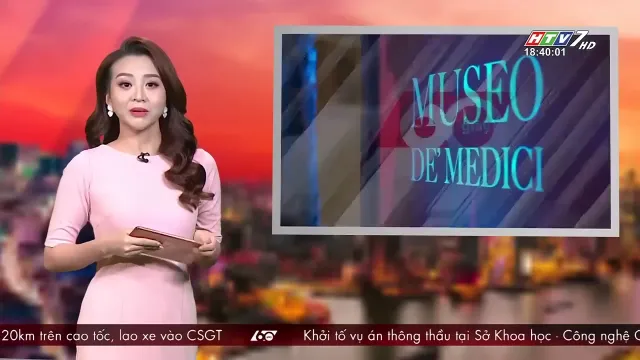 HTV7 HD
18:40:01
MUSEO
DE' MEDICI
20km trên cao tốc, lao xe vào CSGT
Khởi tố vụ án thông thầu tại Sở Khoa học - Công nghệ